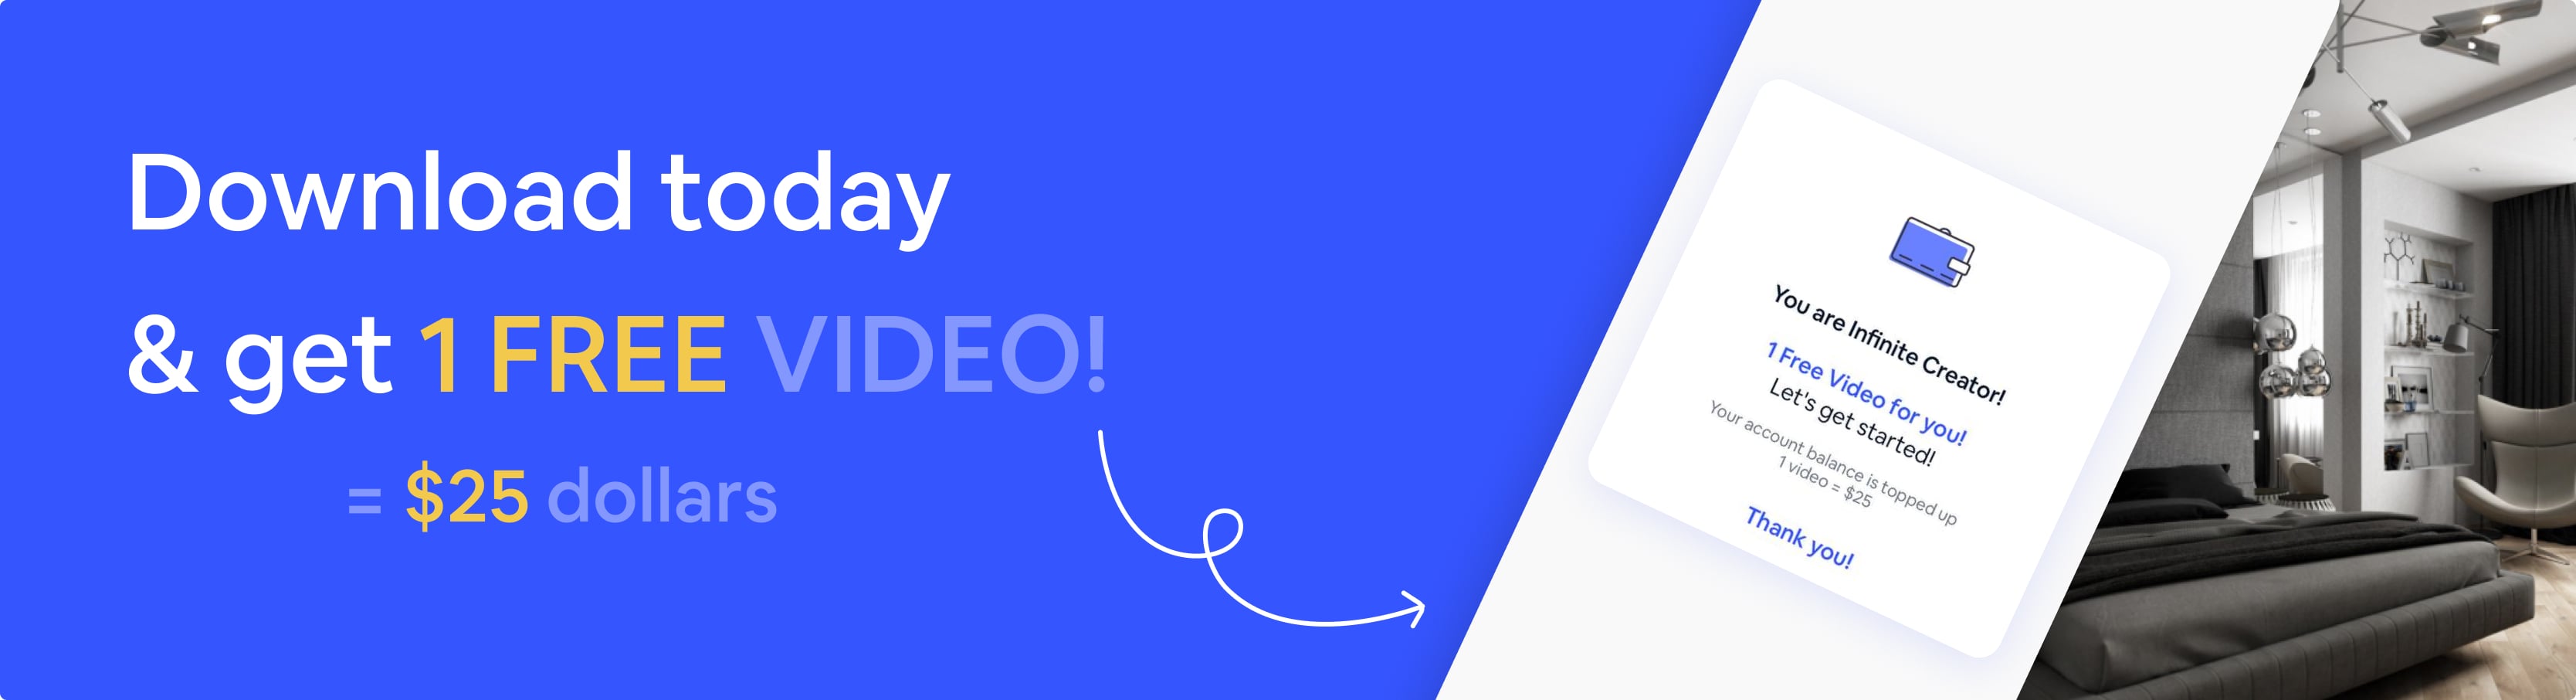 Download today
& get 1 FREE VIDEO!
= $25 dollars
You are Infinite Creator!
1 Free Video for you!
Let's get started!
Your account balance is topped up
1 video = $25
Thank you!